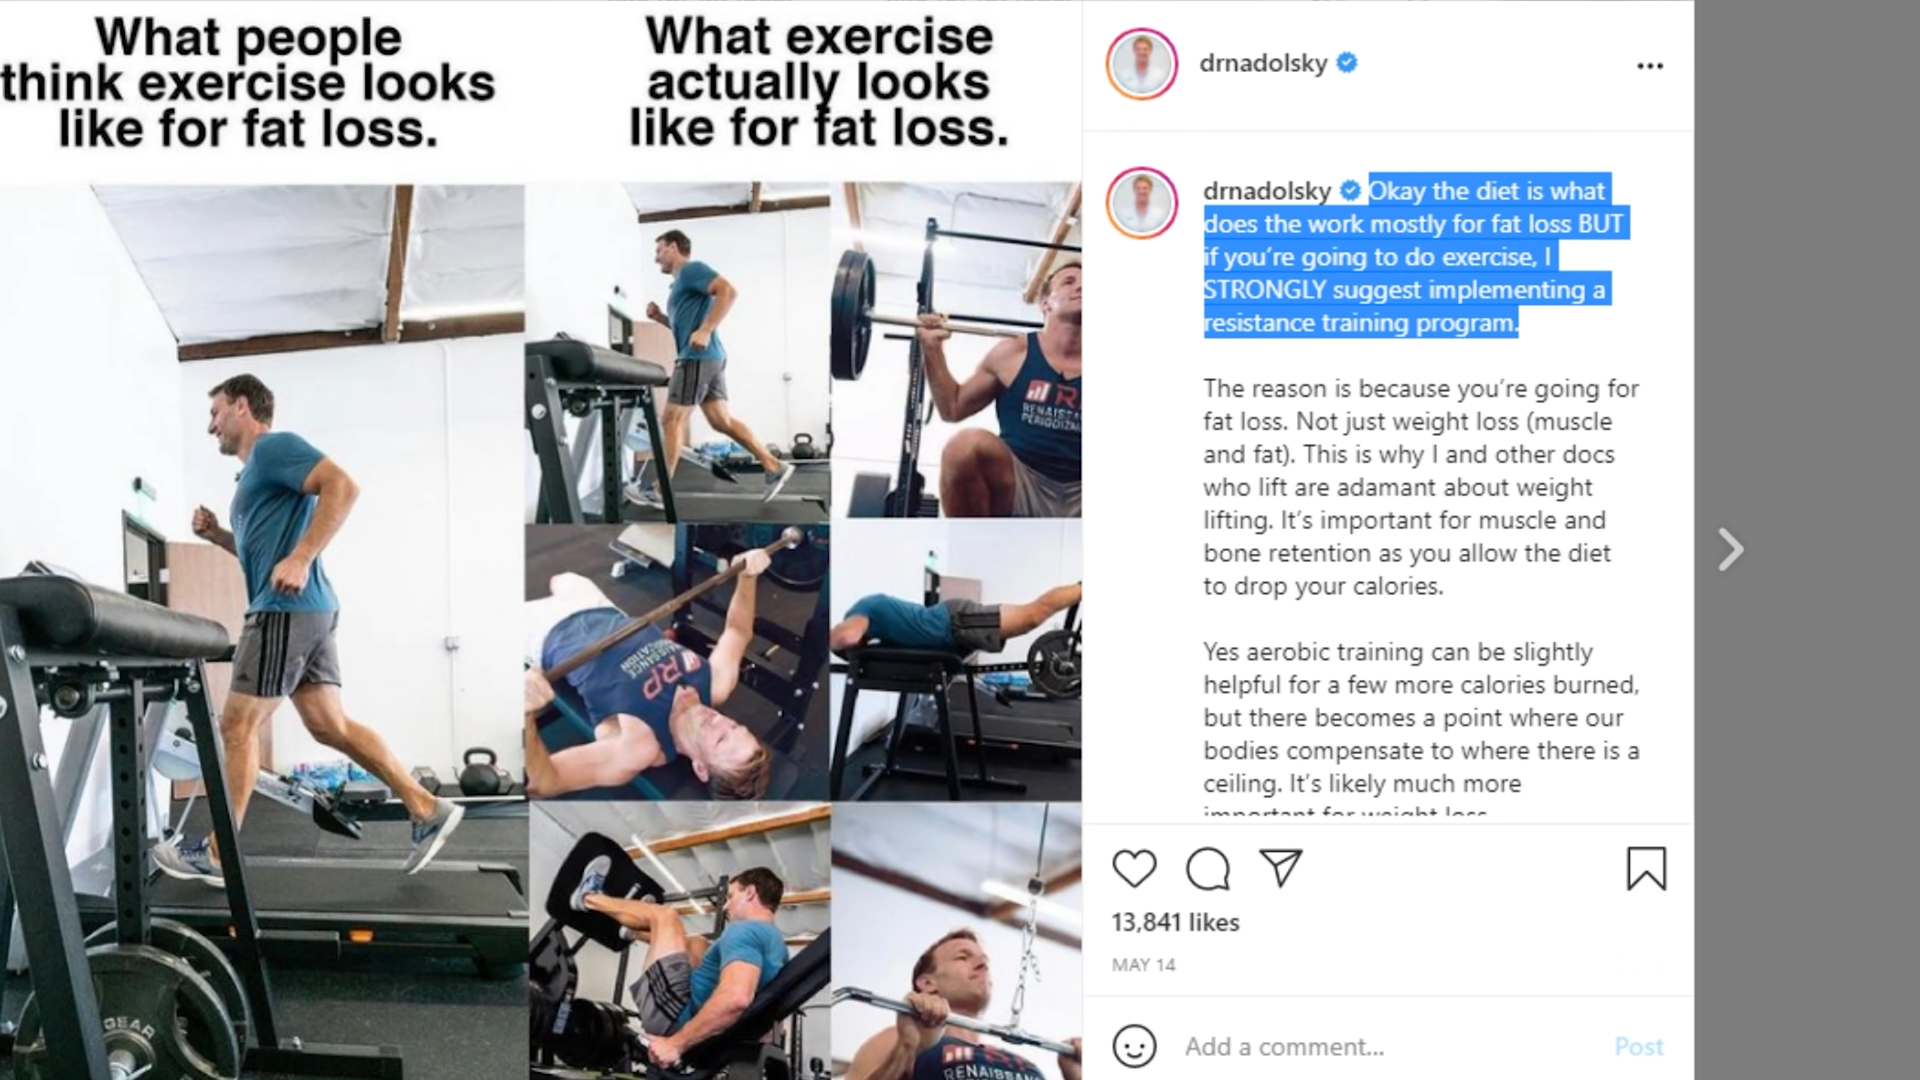 What people
think exercise looks
like for fat loss.
What exercise
actually looks
like for fat loss.
RENAISSANCE
RP
GEAR
drnadolsky
drnadolsky Okay the diet is what
does the work mostly for fat loss BUT
if you’re going to do exercise, I
STRONGLY suggest implementing a
resistance training program.
The reason is because you’re going for
fat loss. Not just weight loss (muscle
and fat). This is why I and other docs
who lift are adamant about weight
lifting. It’s important for muscle and
bone retention as you allow the diet
to drop your calories.
Yes aerobic training can be slightly
helpful for a few more calories burned,
but there becomes a point where our
bodies compensate to where there is a
ceiling. It’s likely much more
important for weight loss
13,841 likes
MAY 14
Add a comment...
Post